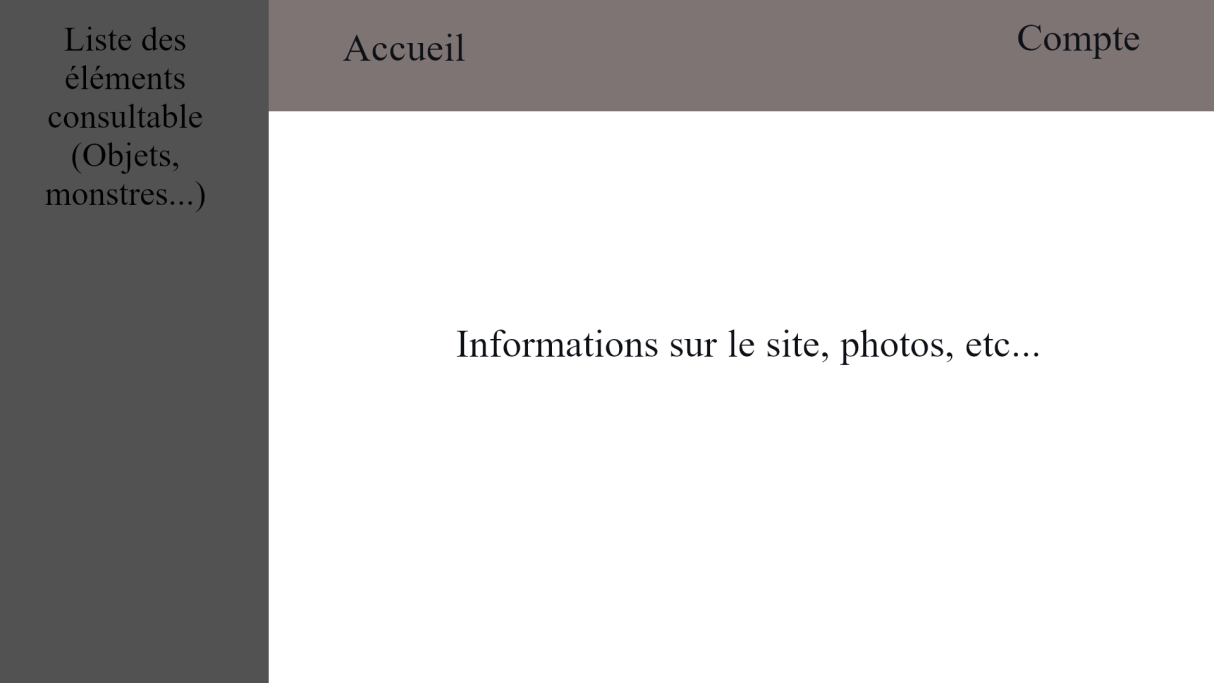 Liste des
éléments
consultable
(Objets,
monstres...)
Accueil
Compte
Informations sur le site, photos, etc...